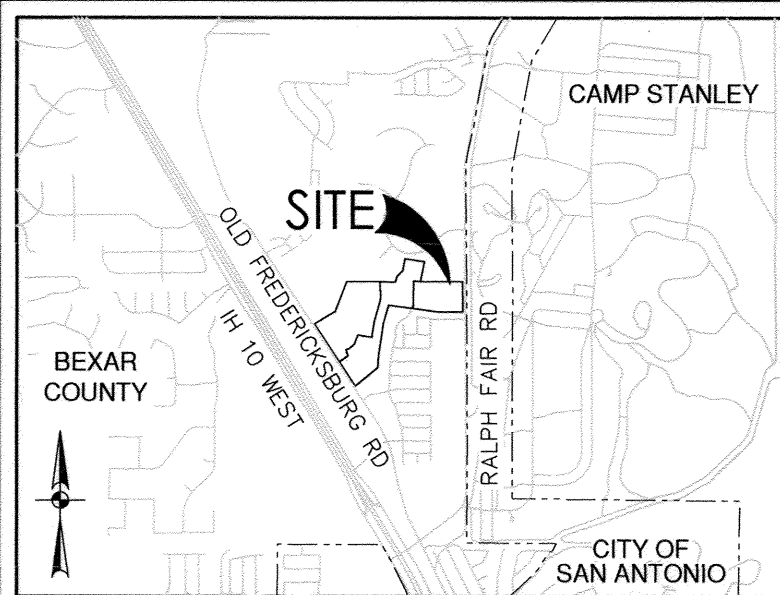 CAMP STANLEY
SITE
OLD FREDERICKSBURG RD
IH 10 WEST
RALPH FAIR RD
BEXAR
COUNTY
CITY OF
SAN ANTONIO